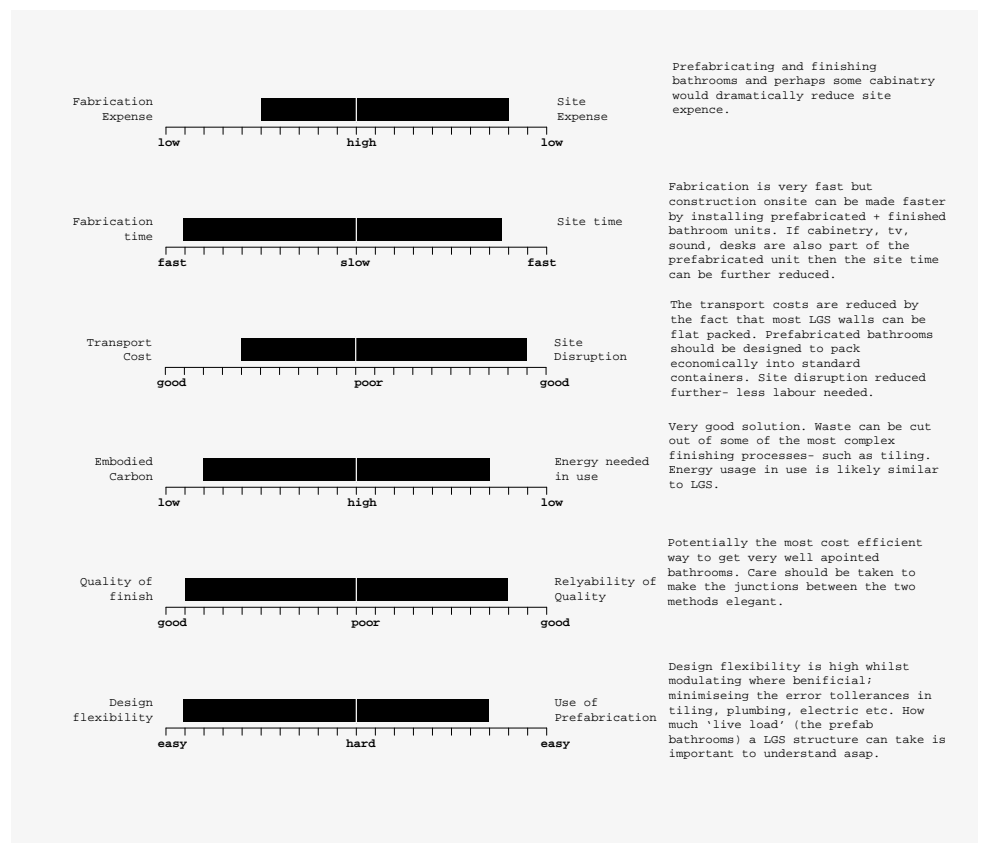 Prefabricating and finishing
bathrooms and perhaps some cabinatry
would dramatically reduce site
expence.
Fabrication
Expense
Site
Expense
low
high
low
Fabrication is very fast but
construction onsite can be made faster
by installing prefabricated + finished
bathroom units. If cabinetry, tv,
sound, desks are also part of the
prefabricated unit then the site time
can be further reduced.
Fabrication
time
Site time
fast
slow
fast
The transport costs are reduced by
the fact that most LGS walls can be
flat packed. Prefabricated bathrooms
should be designed to pack
economically into standard
containers. Site disruption reduced
further- less labour needed.
Transport
Cost
Site
Disruption
good
poor
good
Very good solution. Waste can be cut
out of some of the most complex
finishing processes- such as tiling.
Energy usage in use is likely similar
to LGS.
Embodied
Carbon
Energy needed
in use
low
high
low
Potentially the most cost efficient
way to get very well apointed
bathrooms. Care should be taken to
make the junctions between the two
methods elegant.
Quality of
finish
Relyability of
Quality
good
poor
good
Design flexibility is high whilst
modulating where benificial;
minimiseing the error tollerances in
tiling, plumbing, electric etc. How
much ‘live load’ (the prefab
bathrooms) a LGS structure can take is
important to understand asap.
Design
flexibility
Use of
Prefabrication
easy
hard
easy